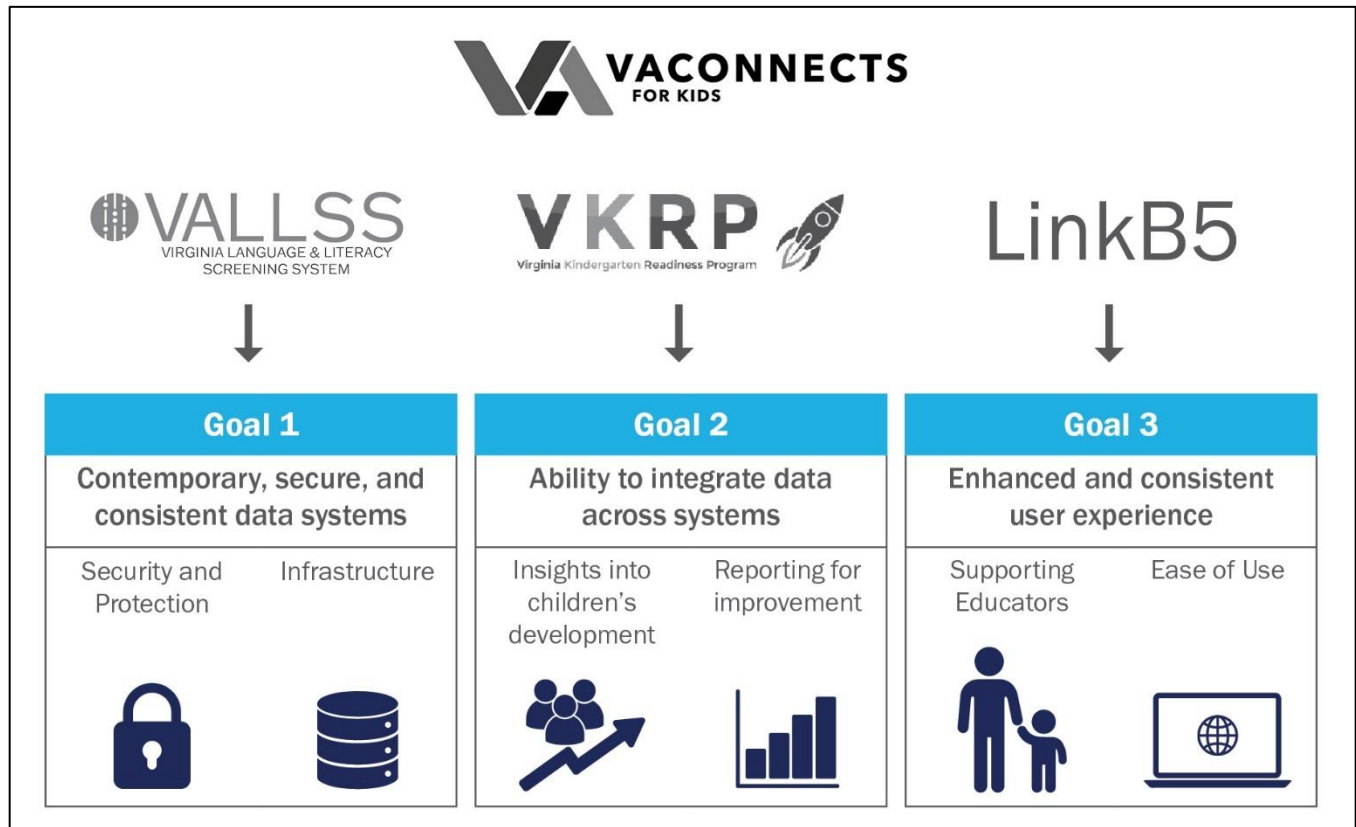 VACONNECTS
FOR KIDS
VALLSS
VIRGINIA LANGUAGE & LITERACY
SCREENING SYSTEM
VKRP
Virginia Kindergarten Readiness Program
LinkB5
Goal 1
Contemporary, secure, and
consistent data systems
Security and
Protection
Infrastructure
Goal 2
Ability to integrate data
across systems
Insights into
children’s
development
Reporting for
improvement
Goal 3
Enhanced and consistent
user experience
Supporting
Educators
Ease of Use